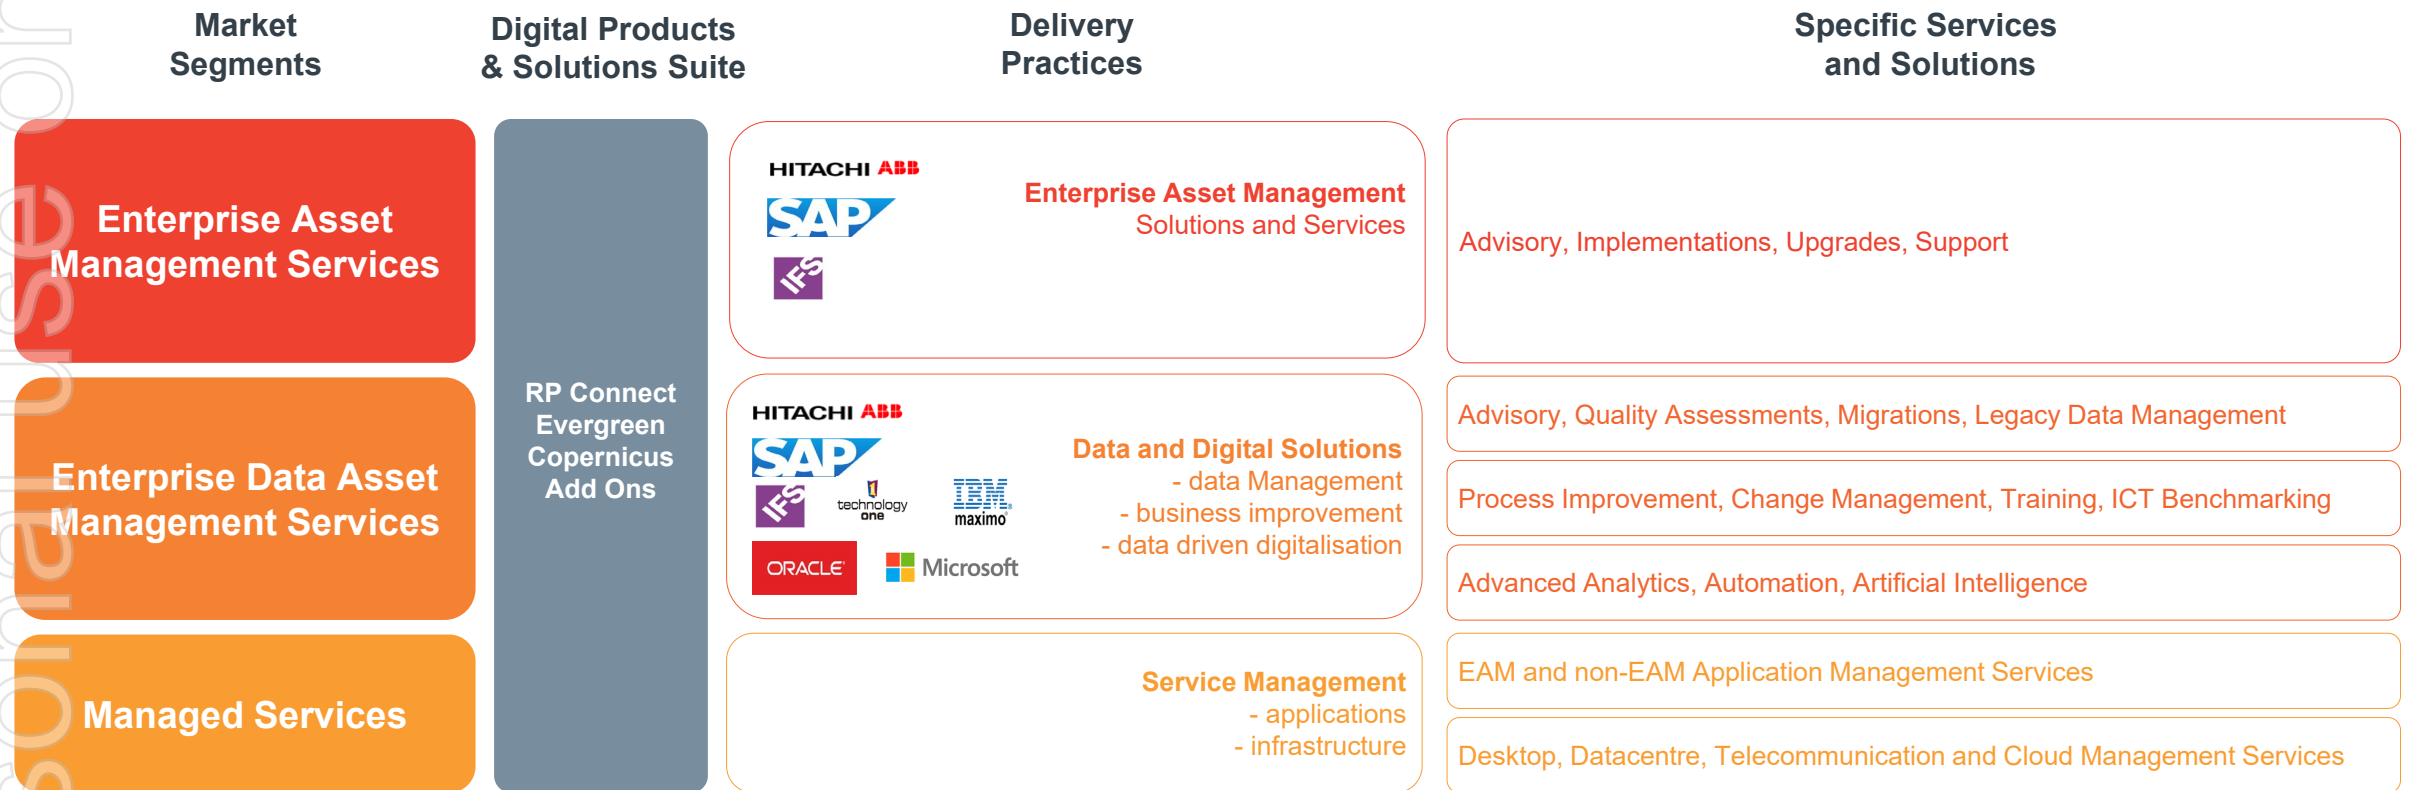 Market
Segments
Digital Products
& Solutions Suite
Delivery
Practices
Specific Services
and Solutions
Enterprise Asset
Management Services
RP Connect
Evergreen
Copernicus
Add Ons
HITACHI ABB
SAP
IFS
Enterprise Asset Management
Solutions and Services
Advisory, Implementations, Upgrades, Support
Enterprise Data Asset
Management Services
HITACHI ABB
SAP
IFS
technology
one
IBM
maximo
ORACLE
Microsoft
Data and Digital Solutions
- data Management
- business improvement
- data driven digitalisation
Advisory, Quality Assessments, Migrations, Legacy Data Management
Process Improvement, Change Management, Training, ICT Benchmarking
Advanced Analytics, Automation, Artificial Intelligence
Managed Services
Service Management
- applications
- infrastructure
EAM and non-EAM Application Management Services
Desktop, Datacentre, Telecommunication and Cloud Management Services
sonal use or